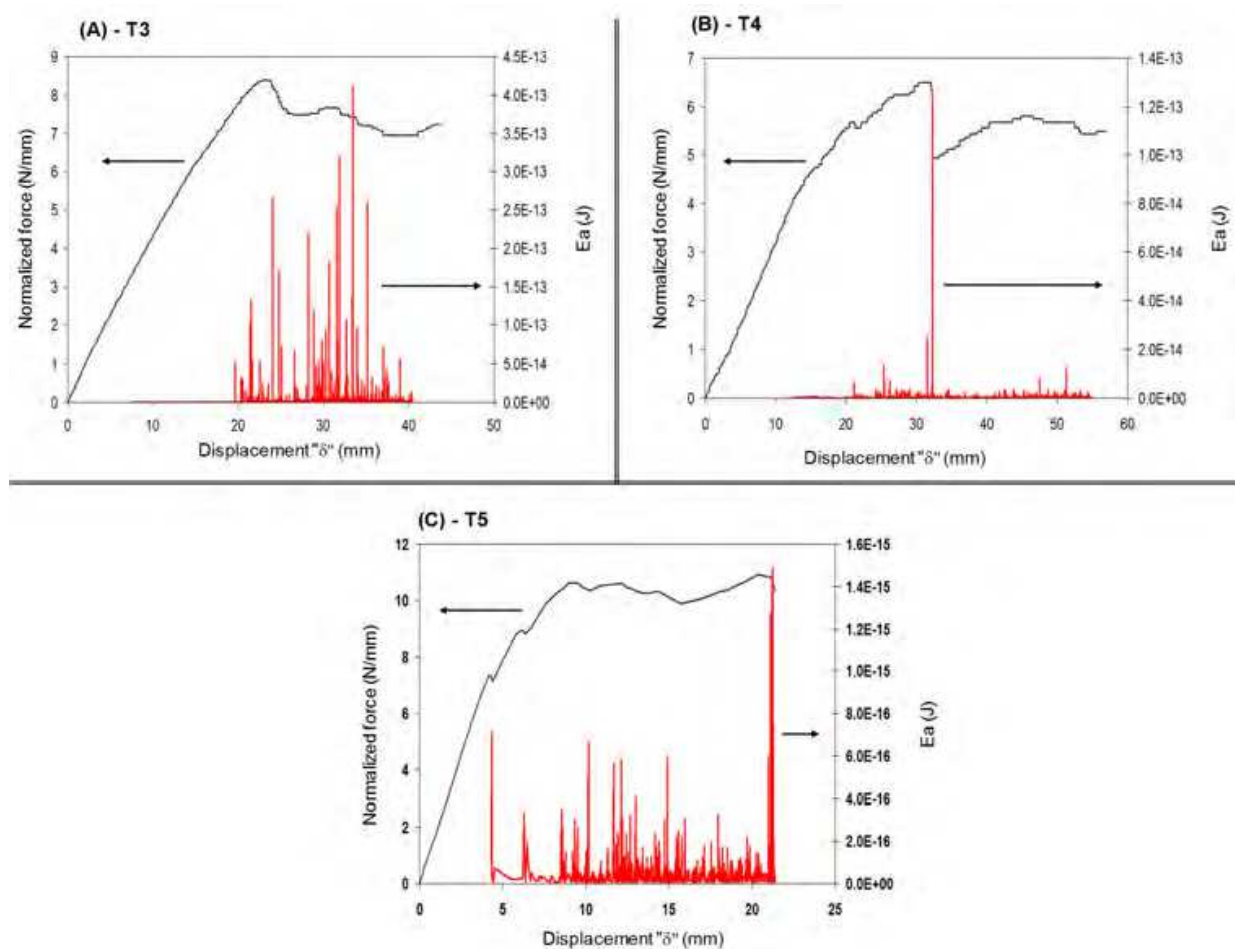 (A) - T3
Normalized force (N/mm)
9
8
7
6
5
4
3
2
1
0
4.5E-13
4.0E-13
3.5E-13
3.0E-13
2.5E-13
2.0E-13
1.5E-13
1.0E-13
5.0E-14
0.0E+00
Ea (J)
0 10 20 30 40 50
Displacement "δ" (mm)
(B) - T4
Normalized force (N/mm)
7
6
5
4
3
2
1
0
1.4E-13
1.2E-13
1.0E-13
8.0E-14
6.0E-14
4.0E-14
2.0E-14
0.0E+00
Ea (J)
0 10 20 30 40 50 60
Displacement "δ" (mm)
(C) - T5
Normalized force (N/mm)
12
10
8
6
4
2
0
1.6E-15
1.4E-15
1.2E-15
1.0E-15
8.0E-16
6.0E-16
4.0E-16
2.0E-16
0.0E+00
Ea (J)
0 5 10 15 20 25
Displacement "δ" (mm)